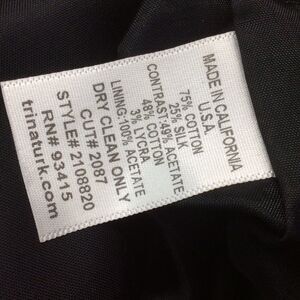 MADE IN CALIFORNIA
U.S.A.
75% COTTON
25% SILK
CONTRAST:49% ACETATE
48% COTTON
3% LYCRA
LINING:100% ACETATE
DRY CLEAN ONLY
CUT# 2087
STYLE# 2108820
RN# 93415
trinaturk.com